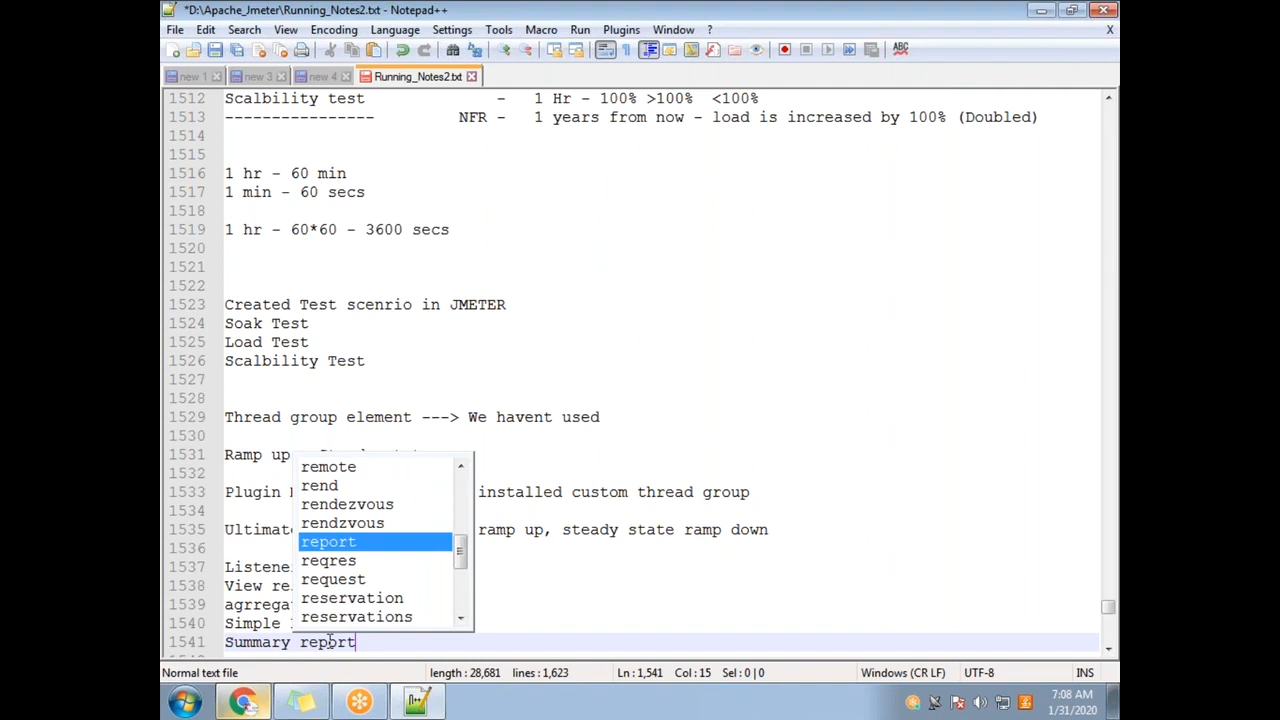 *D:\Apache_Jmeter\Running_Notes2.txt - Notepad++
File Edit Search View Encoding Language Settings Tools Macro Run Plugins Window ? X
new 1 new 3 new 4 Running_Notes2.txt
1512 Scalbility test - 1 Hr - 100% >100% <100%
1513 ---------------- NFR - 1 years from now - load is increased by 100% (Doubled)
1514
1515
1516 1 hr - 60 min
1517 1 min - 60 secs
1518
1519 1 hr - 60*60 - 3600 secs
1520
1521
1522
1523 Created Test scenrio in JMETER
1524 Soak Test
1525 Load Test
1526 Scalbility Test
1527
1528
1529 Thread group element ---> We havent used
1530
1531 Ramp up
1532
1533 Plugin installed custom thread group
1534
1535 Ultimate ramp up, steady state ramp down
1536
1537 Listene
1538 View re
1539 agrrega
1540 Simple
1541 Summary report
remote
rend
rendezvous
rendzvous
report
reqres
request
reservation
reservations
Normal text file length : 28,681 lines : 1,623 Ln : 1,541 Col : 15 Sel : 0 | 0 Windows (CR LF) UTF-8 INS
7:08 AM
1/31/2020